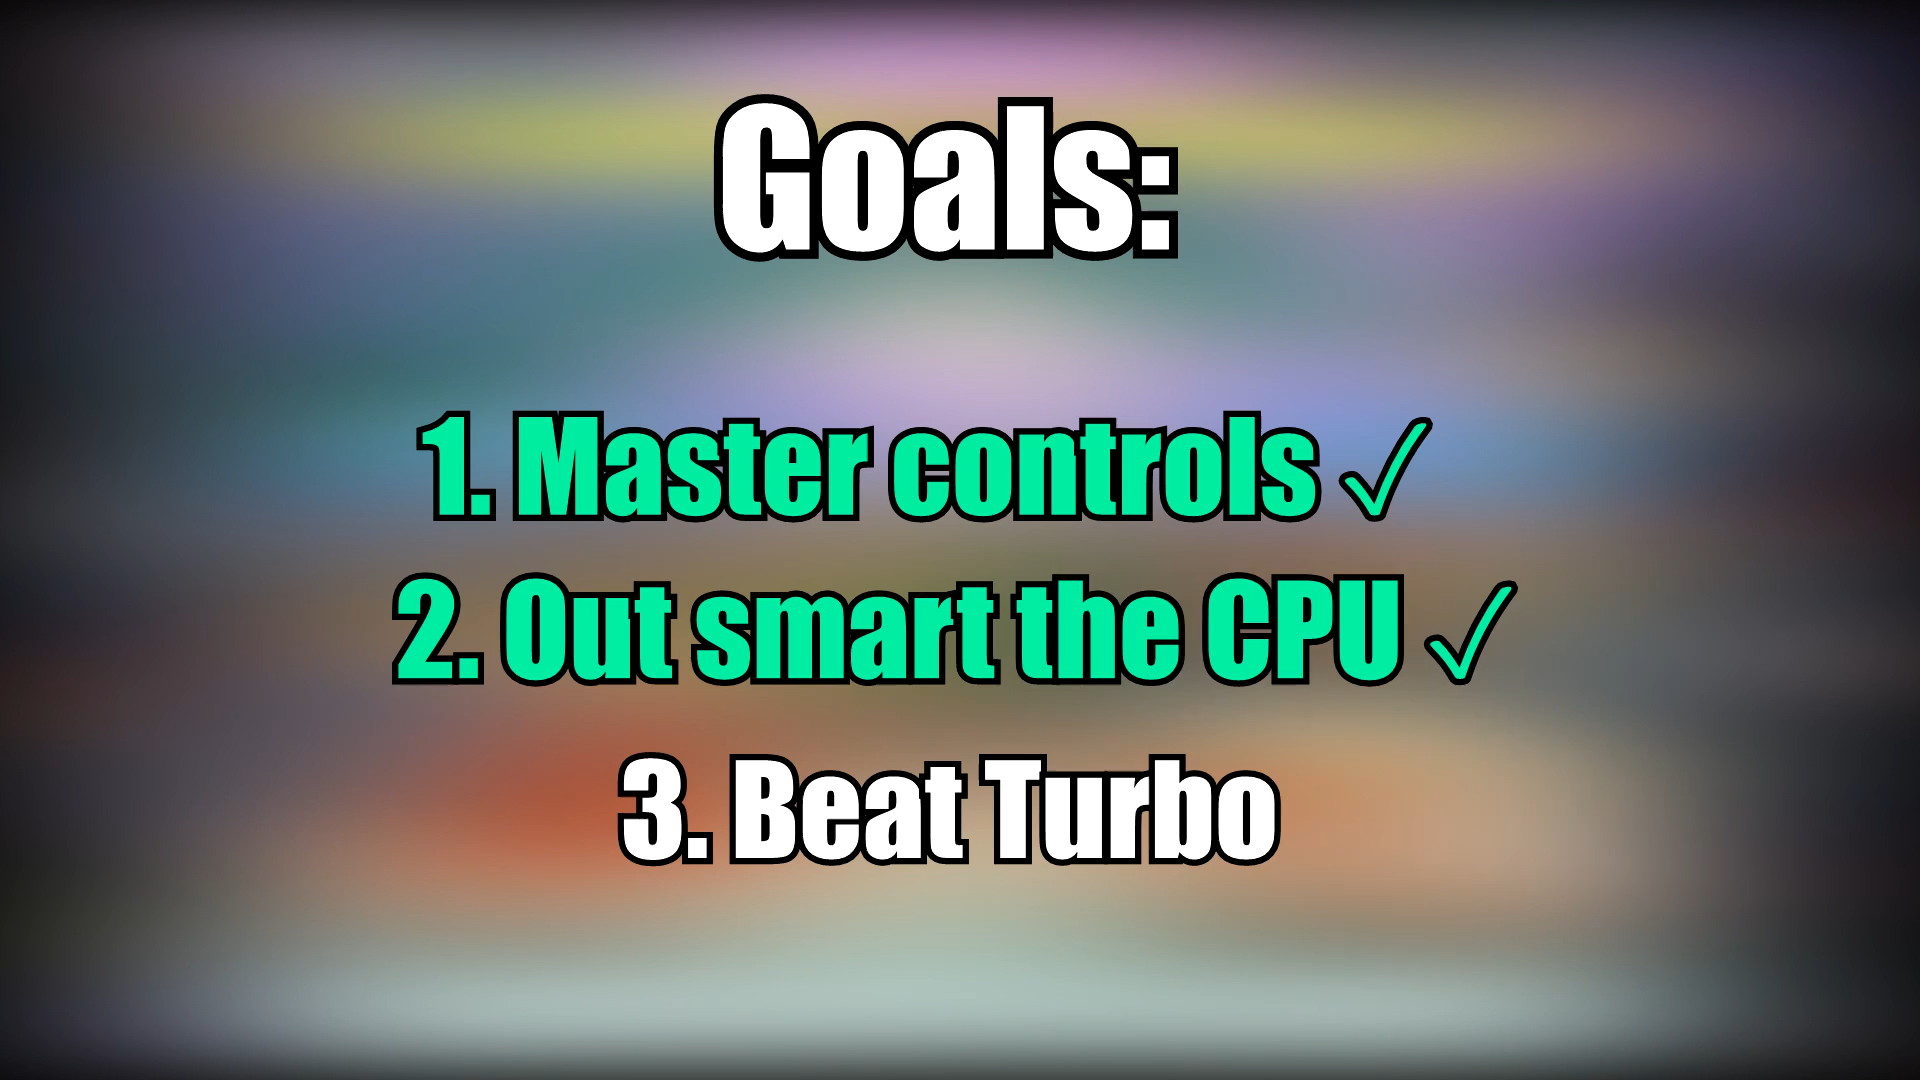 Goals:
1. Master controls ✓
2. Out smart the CPU ✓
3. Beat Turbo